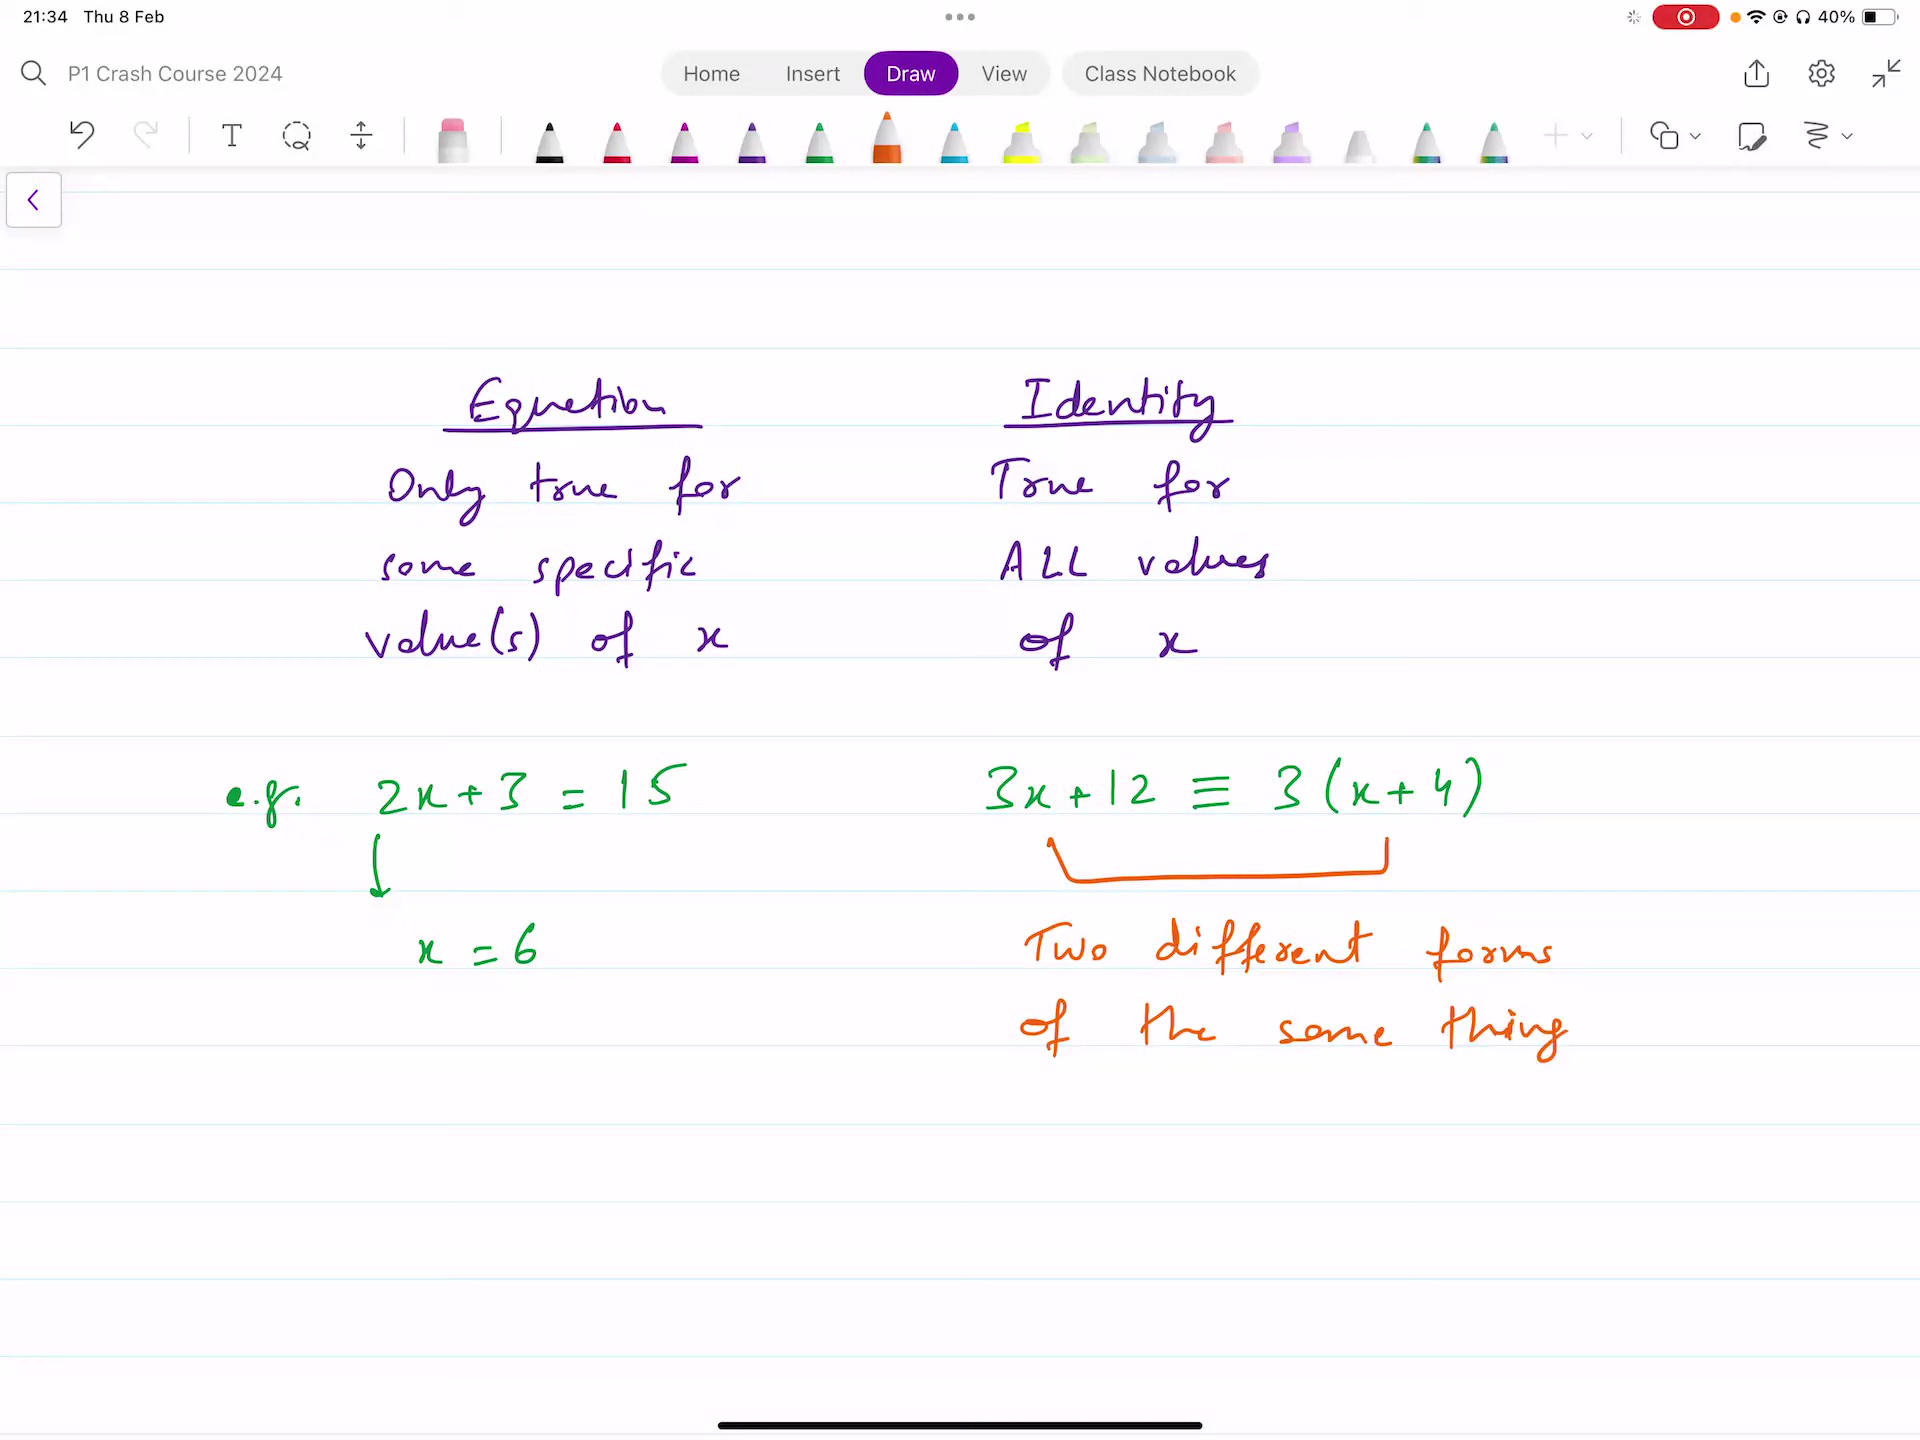 21:34 Thu 8 Feb
40%
P1 Crash Course 2024
Home Insert Draw View Class Notebook
Equation Identity
Only true for True for
some specific ALL values
value(s) of x of x
e.g. 2x+3 = 15 3x+12 ≡ 3(x+4)
x = 6 Two different forms
of the same thing